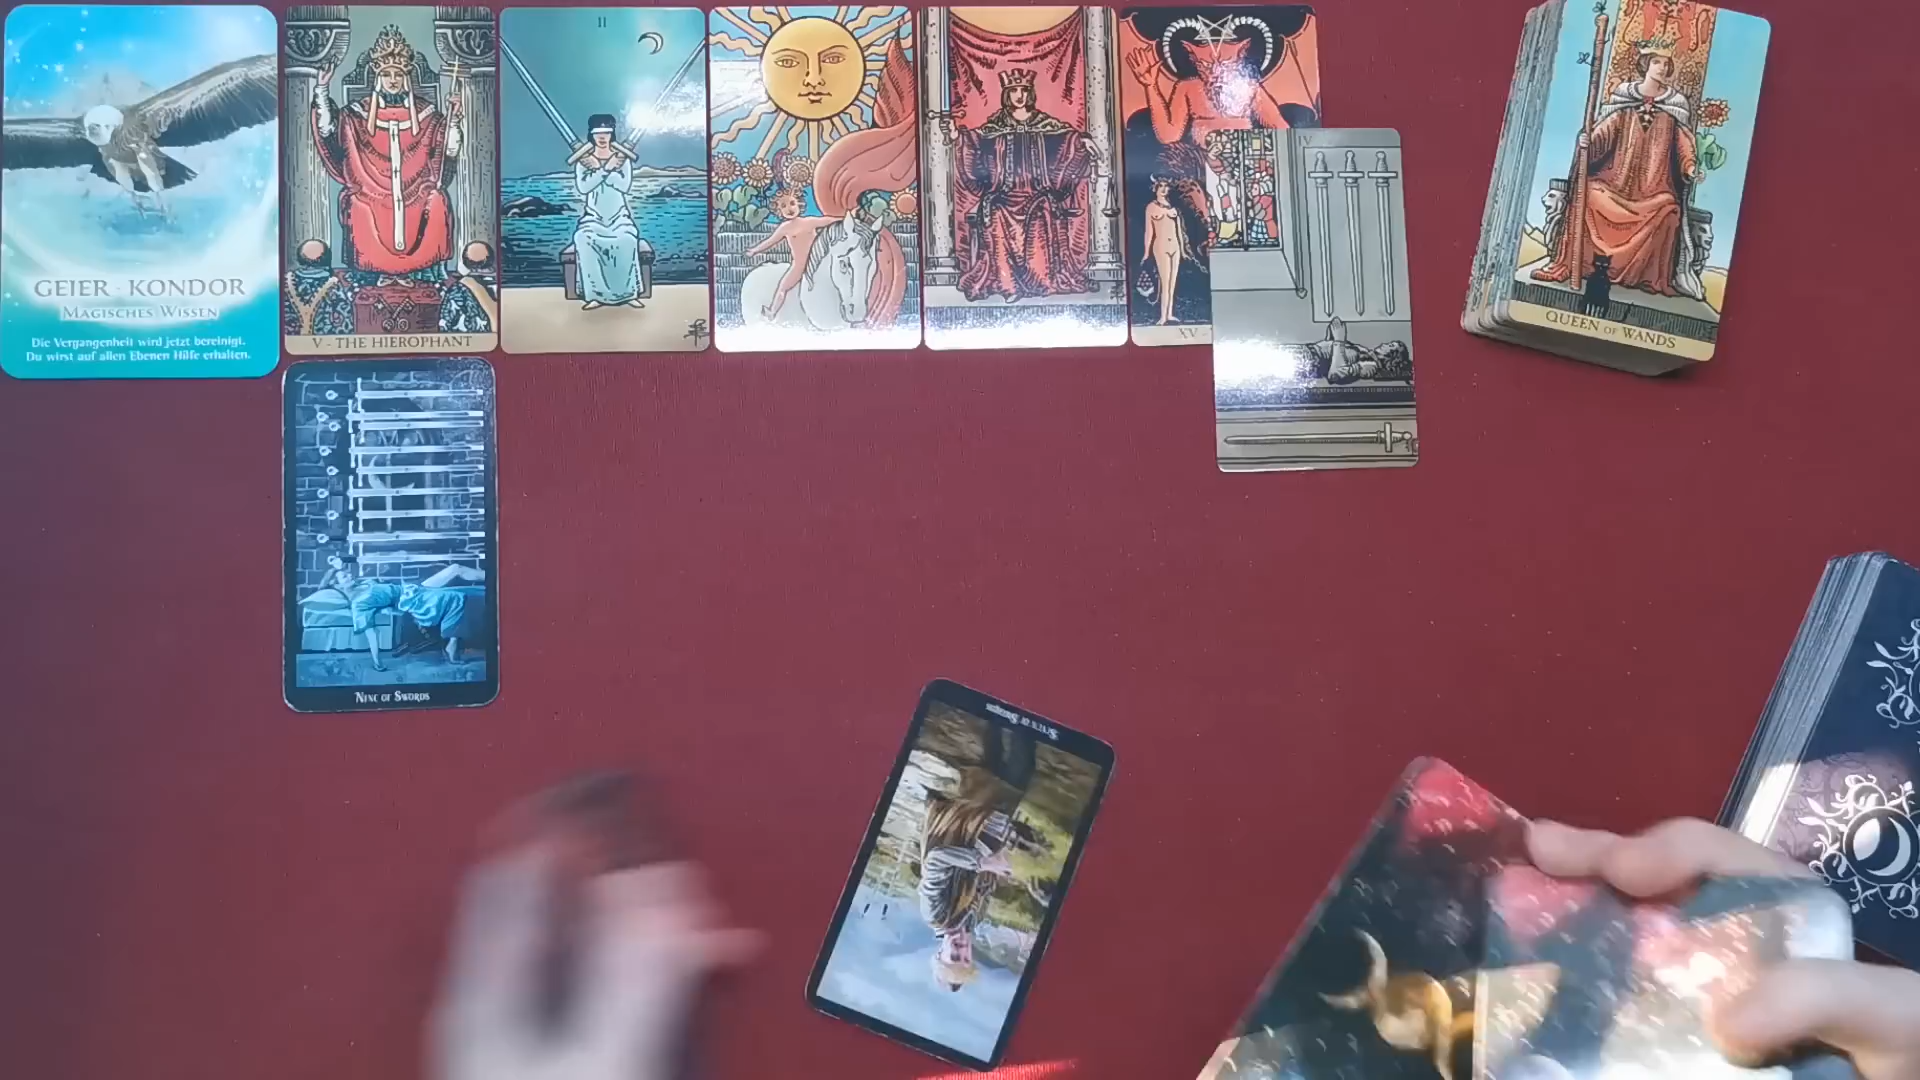 GEIER · KONDOR
MAGISCHES WISSEN
Die Vergangenheit wird jetzt bereinigt.
Du wirst auf allen Ebenen Hilfe erhalten.
V - THE HIEROPHANT
II
XV -
IV
QUEEN OF WANDS
NINE OF SWORDS